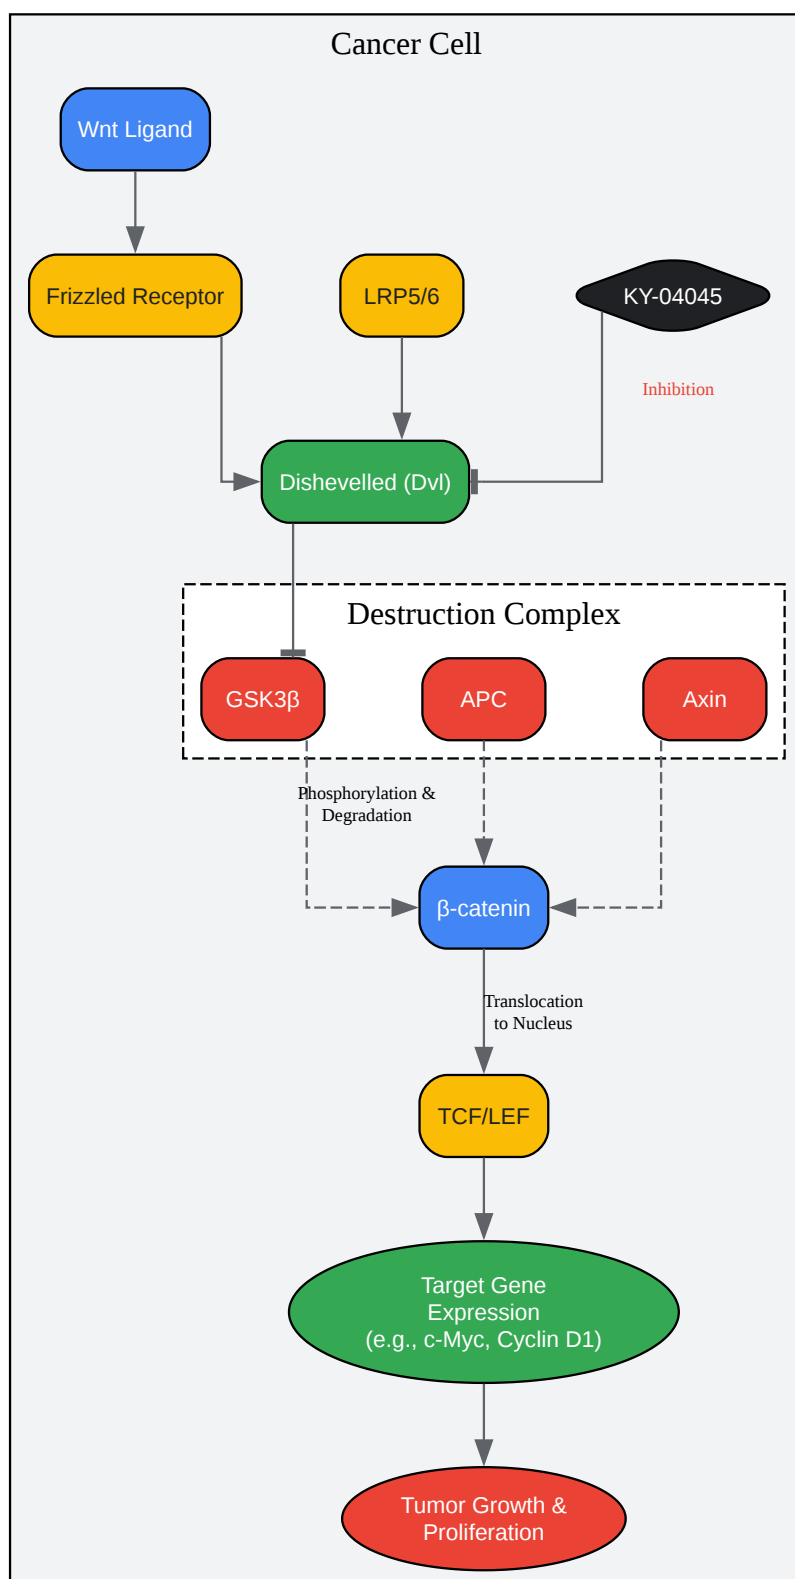 Cancer Cell
Wnt Ligand
Frizzled Receptor
LRP5/6
KY-04045
Inhibition
Dishevelled (Dvl)
Destruction Complex
GSK3β
APC
Axin
Phosphorylation &
Degradation
β-catenin
Translocation
to Nucleus
TCF/LEF
Target Gene
Expression
(e.g., c-Myc, Cyclin D1)
Tumor Growth &
Proliferation